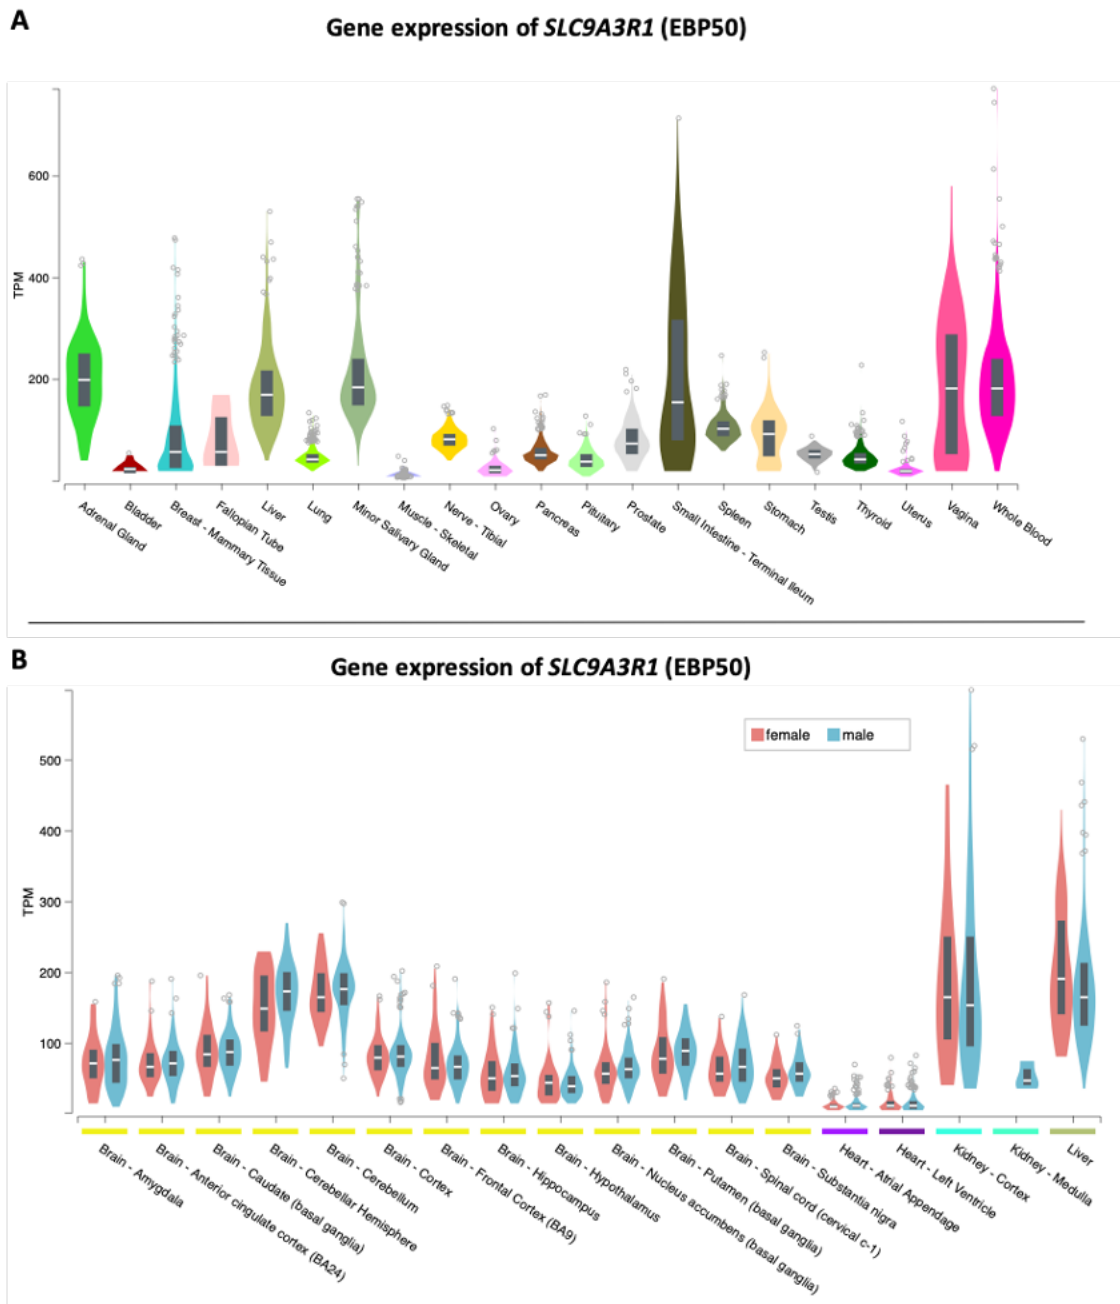 A
Gene expression of SLC9A3R1 (EBP50)
TPM
600
400
200
Adrenal Gland
Bladder
Breast - Mammary Tissue
Fallopian Tube
Liver
Lung
Minor Salivary Gland
Muscle - Skeletal
Nerve - Tibial
Ovary
Pancreas
Pituitary
Prostate
Small Intestine - Terminal Ileum
Spleen
Stomach
Testis
Thyroid
Uterus
Vagina
Whole Blood
B
Gene expression of SLC9A3R1 (EBP50)
female male
TPM
500
400
300
200
100
Brain - Amygdala
Brain - Anterior cingulate cortex (BA24)
Brain - Caudate (basal ganglia)
Brain - Cerebellar Hemisphere
Brain - Cerebellum
Brain - Cortex
Brain - Frontal Cortex (BA9)
Brain - Hippocampus
Brain - Hypothalamus
Brain - Nucleus accumbens (basal ganglia)
Brain - Putamen (basal ganglia)
Brain - Spinal cord (cervical c-1)
Brain - Substantia nigra
Heart - Atrial Appendage
Heart - Left Ventricle
Kidney - Cortex
Kidney - Medulla
Liver